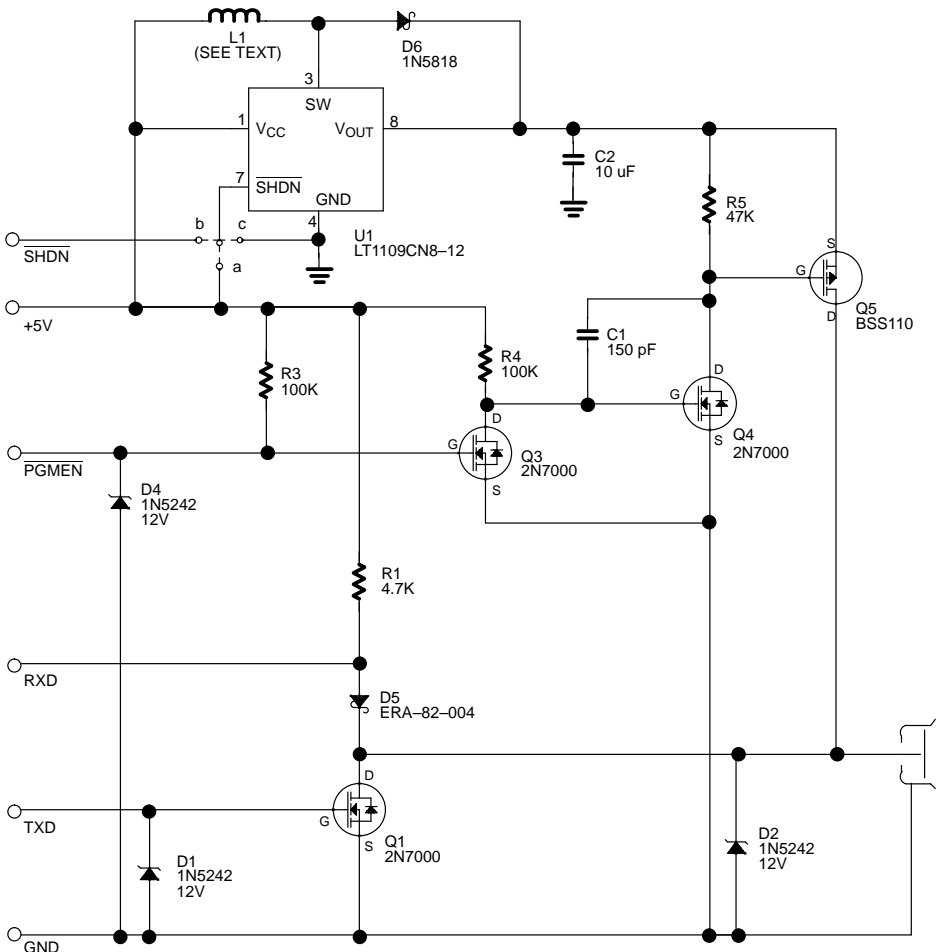 L1
(SEE TEXT)
D6
1N5818
3
SW
1
VCC
VOUT
8
7
SHDN
GND
4
C2
10 uF
R5
47K
b
c
a
U1
LT1109CN8–12
SHDN
S
G
D
Q5
BSS110
+5V
C1
150 pF
R4
100K
R3
100K
D
G
S
Q4
2N7000
D
G
S
Q3
2N7000
PGMEN
D4
1N5242
12V
R1
4.7K
RXD
D5
ERA–82–004
D
G
S
Q1
2N7000
TXD
D1
1N5242
12V
D2
1N5242
12V
GND